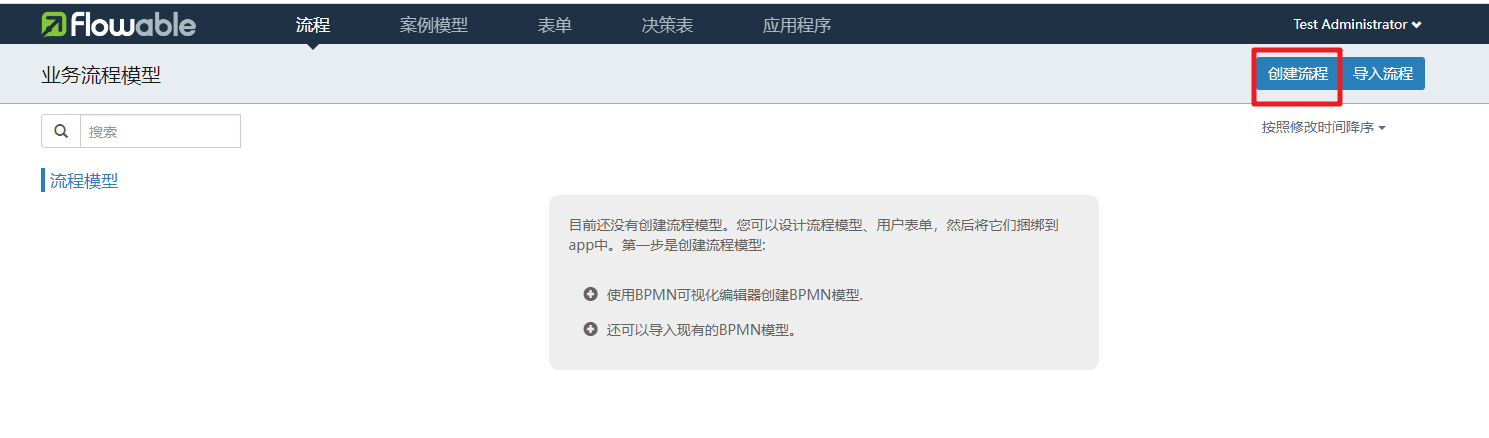 flowable 流程 案例模型 表单 决策表 应用程序 Test Administrator
业务流程模型 创建流程 导入流程
搜索 按照修改时间降序
流程模型
目前还没有创建流程模型。您可以设计流程模型、用户表单，然后将它们捆绑到
app中。第一步是创建流程模型:
使用BPMN可视化编辑器创建BPMN模型.
还可以导入现有的BPMN模型。